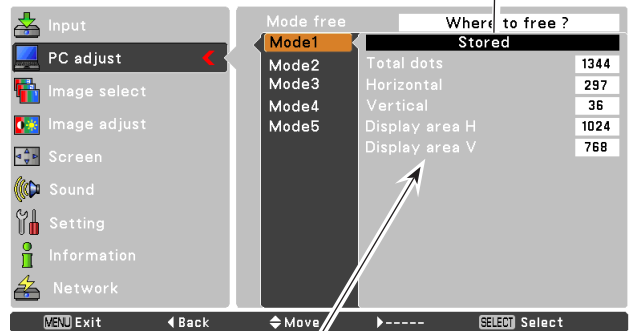 Input
PC adjust
Image select
Image adjust
Screen
Sound
Setting
Information
Network
Mode free
Where to free ?
Mode1
Mode2
Mode3
Mode4
Mode5
Stored
Total dots 1344
Horizontal 297
Vertical 36
Display area H 1024
Display area V 768
MENU Exit Back Move ----- SELECT Select